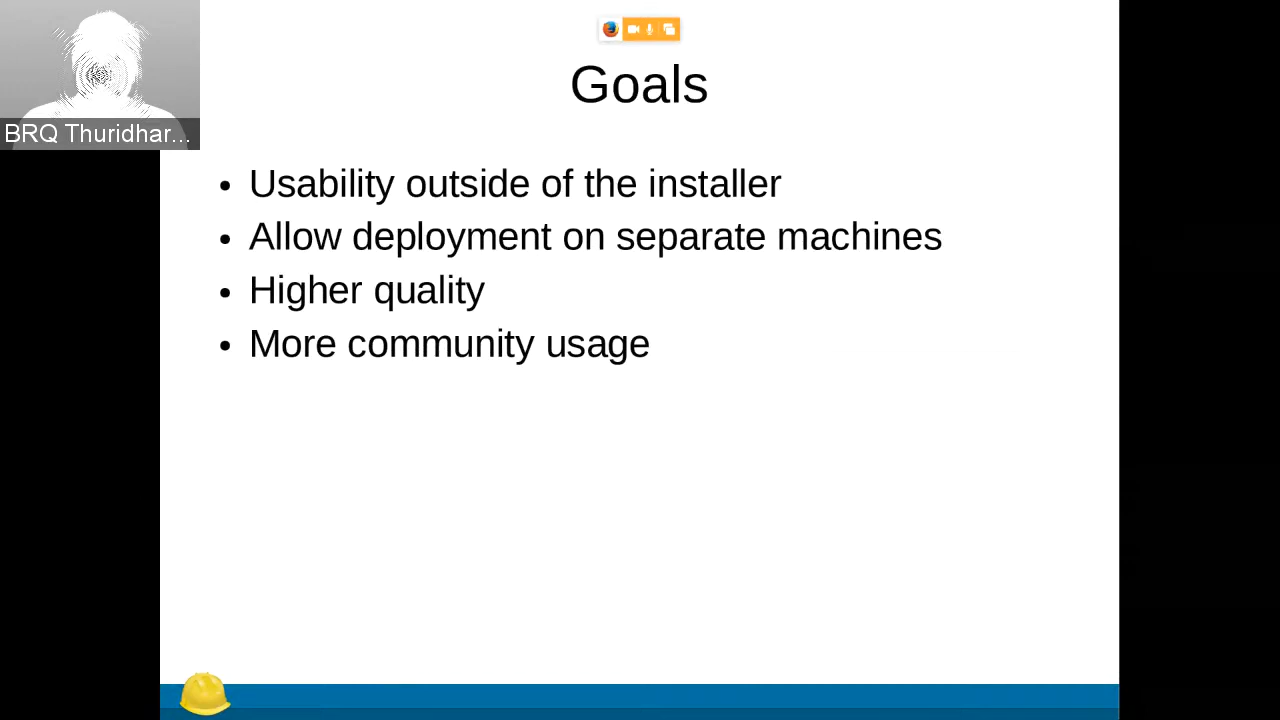 BRQ Thuridhar...
Goals
• Usability outside of the installer
• Allow deployment on separate machines
• Higher quality
• More community usage